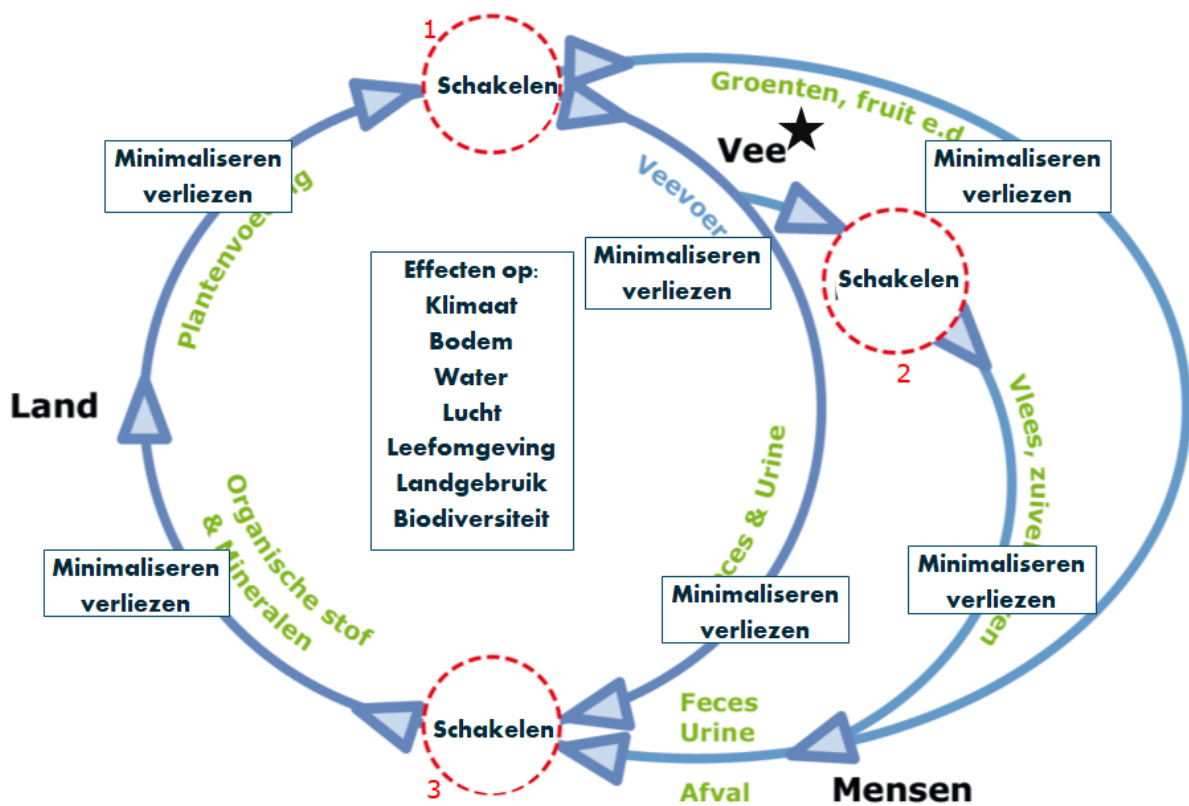 1
Schakelen
Groenten, fruit e.d
Vee
Minimaliseren
verliezen
Minimaliseren
verliezen
Veevoer
Minimaliseren
verliezen
Schakelen
2
Effecten op:
Klimaat
Bodem
Water
Lucht
Leefomgeving
Landgebruik
Biodiversiteit
Land
Vlees,
& Urine
Organische stof
& Mineralen
Minimaliseren
verliezen
Minimaliseren
verliezen
Minimaliseren
verliezen
Schakelen
3
Feces
Urine
Afval
Mensen